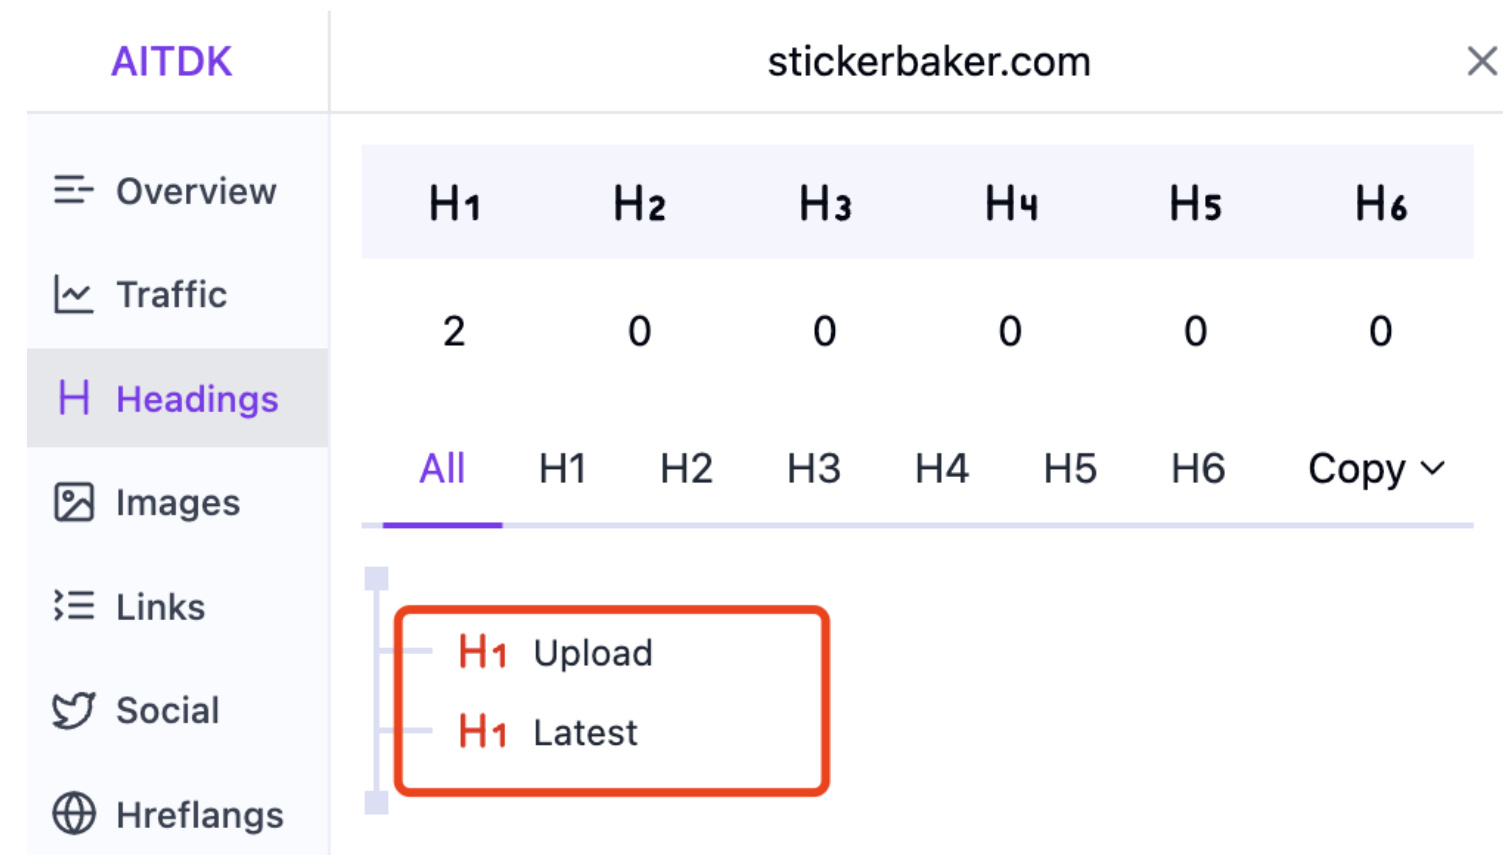 AITDK
stickerbaker.com
Overview
Traffic
Headings
Images
Links
Social
Hreflangs
H1 H2 H3 H4 H5 H6
2 0 0 0 0 0
All H1 H2 H3 H4 H5 H6 Copy
H1 Upload
H1 Latest